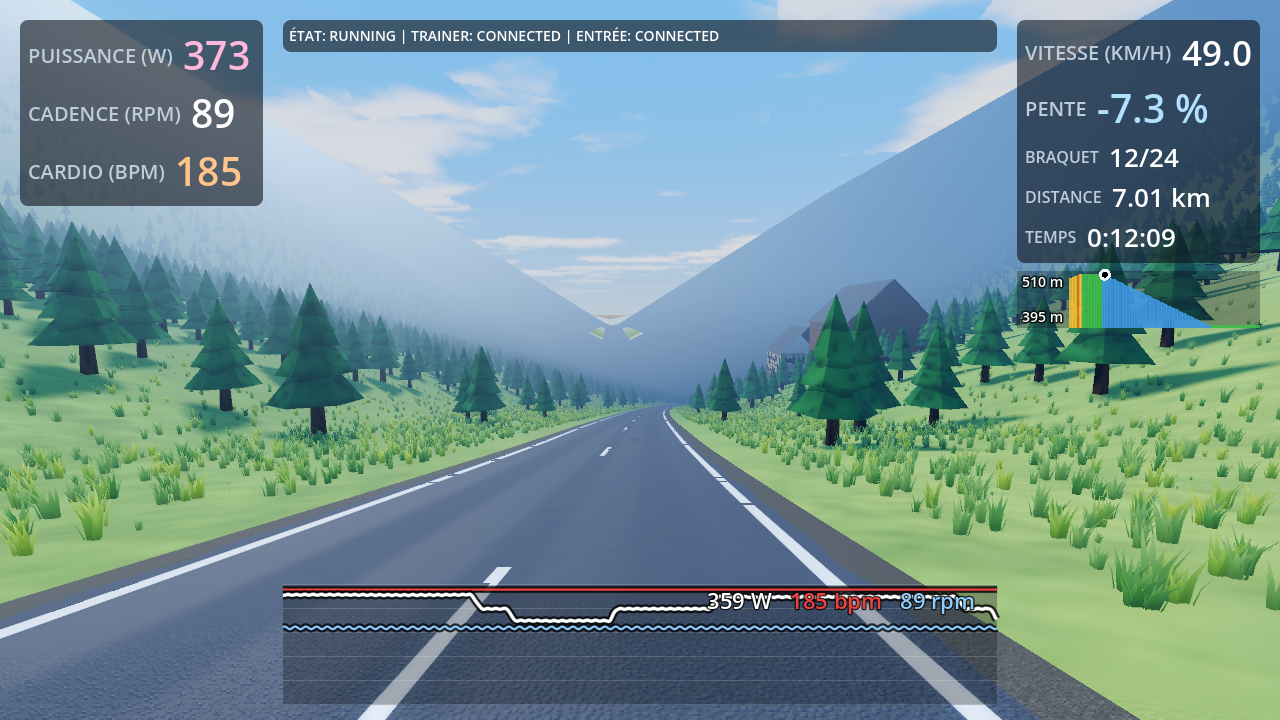 PUISSANCE (W) 373
CADENCE (RPM) 89
CARDIO (BPM) 185
ÉTAT: RUNNING | TRAINER: CONNECTED | ENTRÉE: CONNECTED
VITESSE (KM/H) 49.0
PENTE -7.3 %
BRAQUET 12/24
DISTANCE 7.01 km
TEMPS 0:12:09
510 m
395 m
359 W 185 bpm 89 rpm